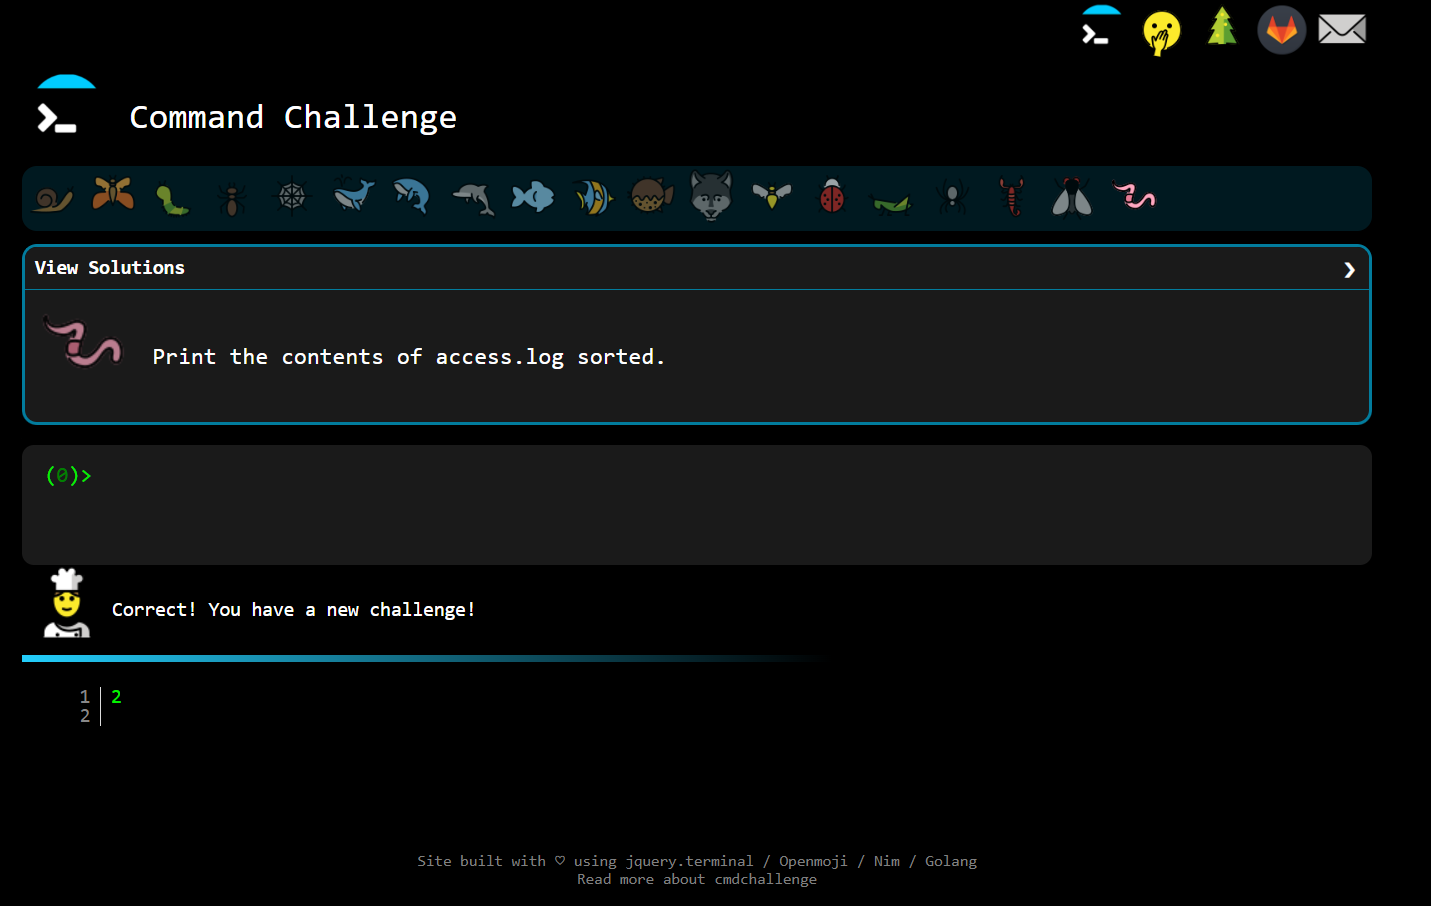 Command Challenge
View Solutions
Print the contents of access.log sorted.
(0)>
Correct! You have a new challenge!
1 2
2
Site built with ♡ using jquery.terminal / Openmoji / Nim / Golang
Read more about cmdchallenge